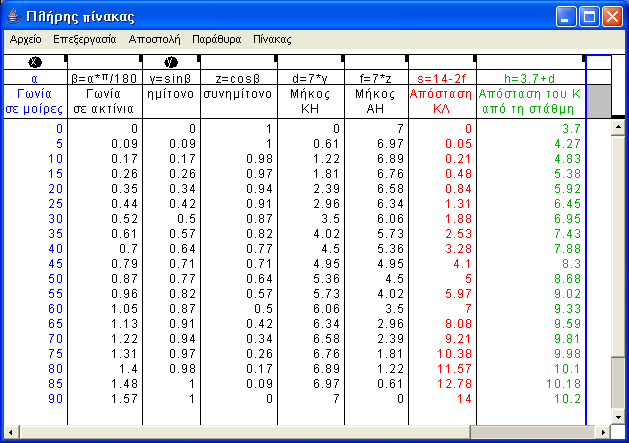 Πλήρης πίνακας
Αρχείο Επεξεργασία Αποστολή Παράθυρα Πίνακας
x y
α β=α*π/180 γ=sinβ z=cosβ d=7*γ f=7*z s=14-2f h=3.7+d
Γωνία Γωνία ημίτονο συνημίτονο Μήκος Μήκος Απόσταση Απόσταση του Κ
σε μοίρες σε ακτίνια ΚΗ ΑΗ ΚΛ από τη στάθμη
0 0 0 1 0 7 0 3.7
5 0.09 0.09 1 0.61 6.97 0.05 4.27
10 0.17 0.17 0.98 1.22 6.89 0.21 4.83
15 0.26 0.26 0.97 1.81 6.76 0.48 5.38
20 0.35 0.34 0.94 2.39 6.58 0.84 5.92
25 0.44 0.42 0.91 2.96 6.34 1.31 6.45
30 0.52 0.5 0.87 3.5 6.06 1.88 6.95
35 0.61 0.57 0.82 4.02 5.73 2.53 7.43
40 0.7 0.64 0.77 4.5 5.36 3.28 7.88
45 0.79 0.71 0.71 4.95 4.95 4.1 8.3
50 0.87 0.77 0.64 5.36 4.5 5 8.68
55 0.96 0.82 0.57 5.73 4.02 5.97 9.02
60 1.05 0.87 0.5 6.06 3.5 7 9.33
65 1.13 0.91 0.42 6.34 2.96 8.08 9.59
70 1.22 0.94 0.34 6.58 2.39 9.21 9.81
75 1.31 0.97 0.26 6.76 1.81 10.38 9.98
80 1.4 0.98 0.17 6.89 1.22 11.57 10.1
85 1.48 1 0.09 6.97 0.61 12.78 10.18
90 1.57 1 0 7 0 14 10.2